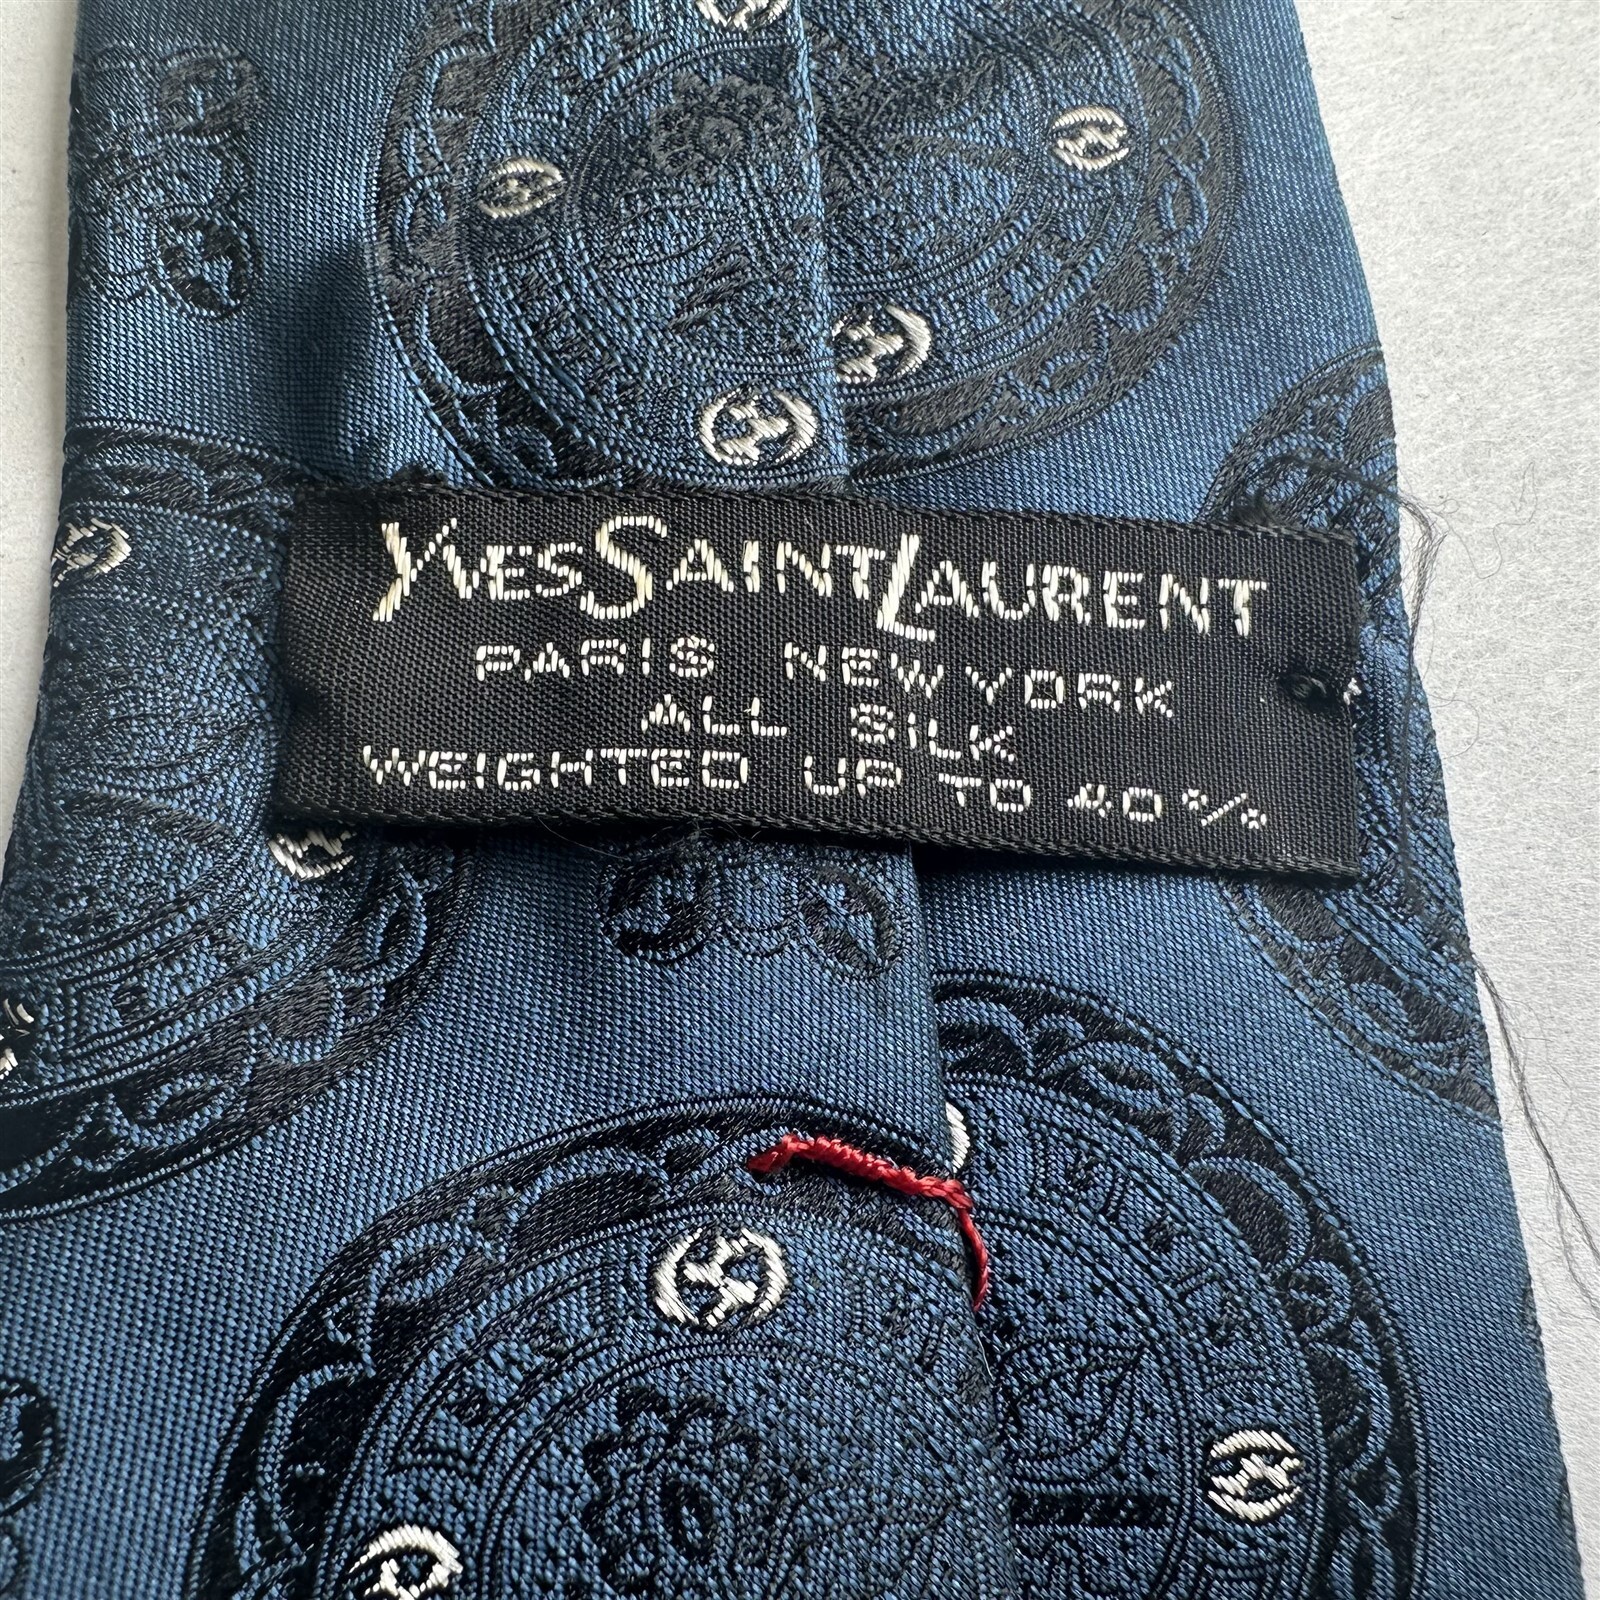 YVES SAINT LAURENT
PARIS NEW YORK
ALL SILK
WEIGHTED UP TO 40%